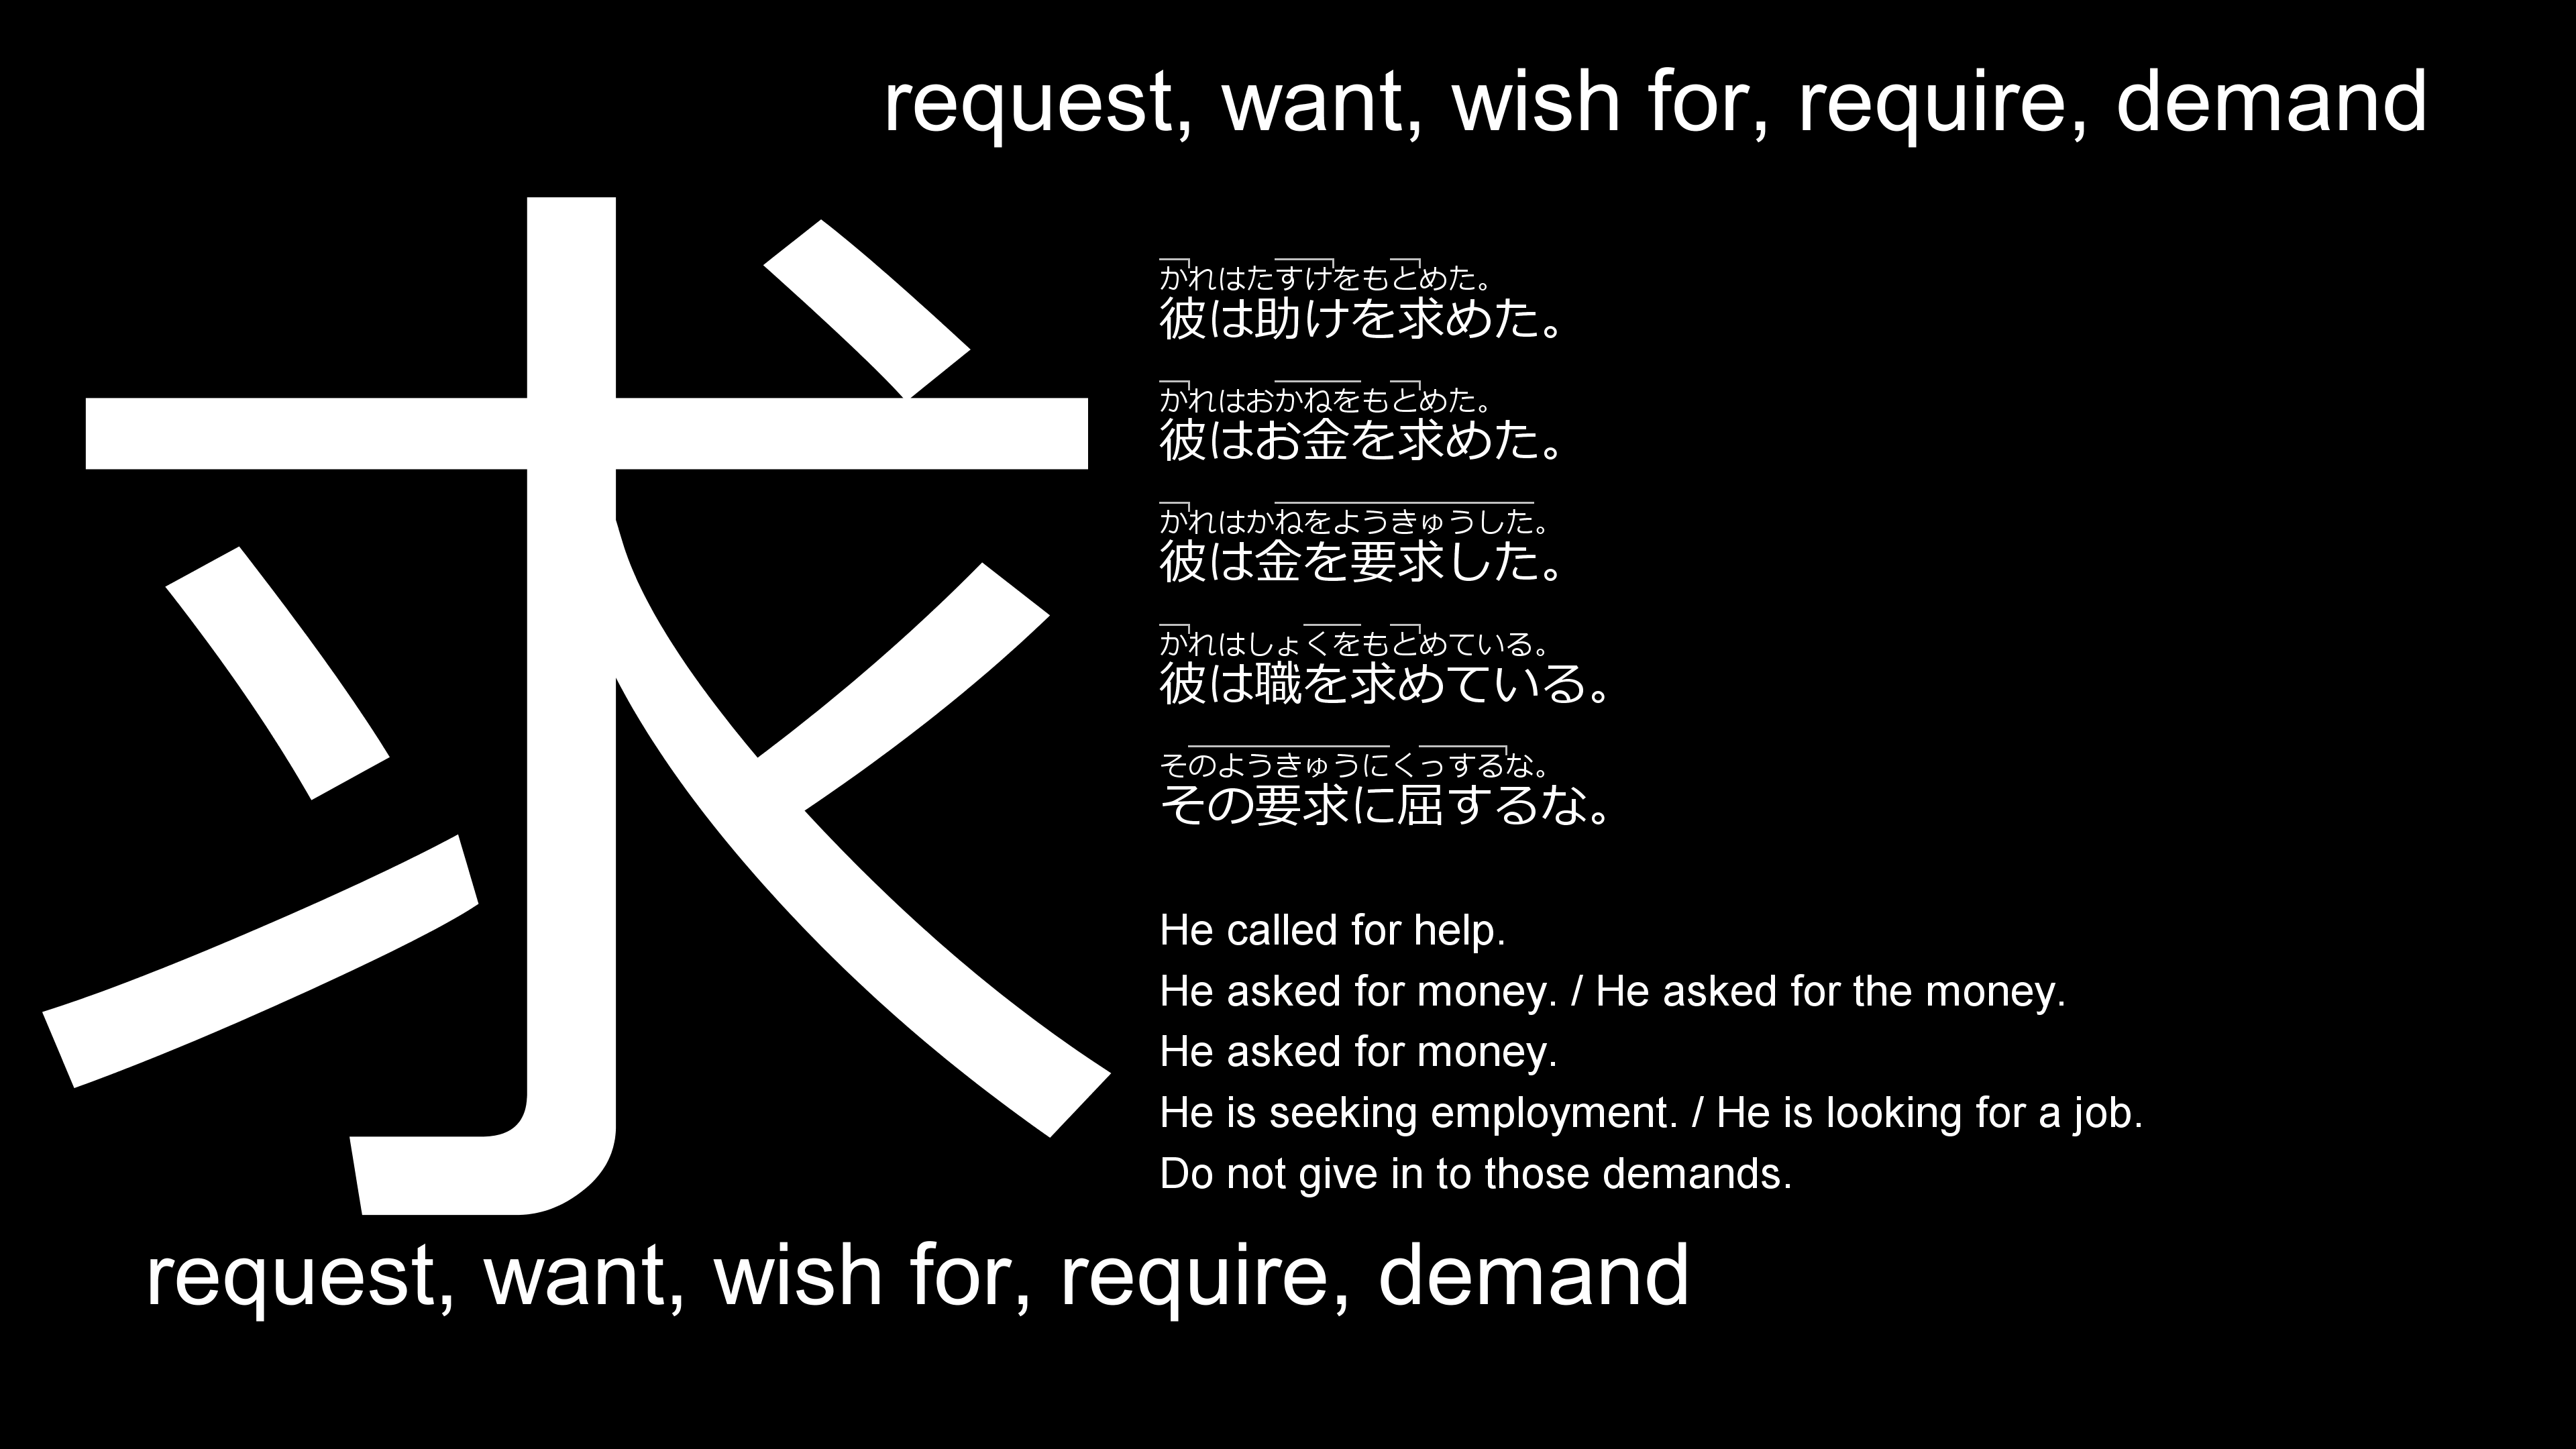 request, want, wish for, require, demand
求
かれはたすけをもとめた。
彼は助けを求めた。
かれはおかねをもとめた。
彼はお金を求めた。
かれはかねをようきゅうした。
彼は金を要求した。
かれはしょくをもとめている。
彼は職を求めている。
そのようきゅうにくっするな。
その要求に屈するな。
He called for help.
He asked for money. / He asked for the money.
He asked for money.
He is seeking employment. / He is looking for a job.
Do not give in to those demands.
request, want, wish for, require, demand